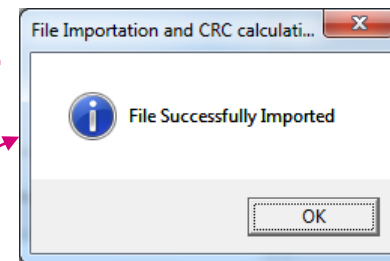 File Importation and CRC calculati...
File Successfully Imported
OK